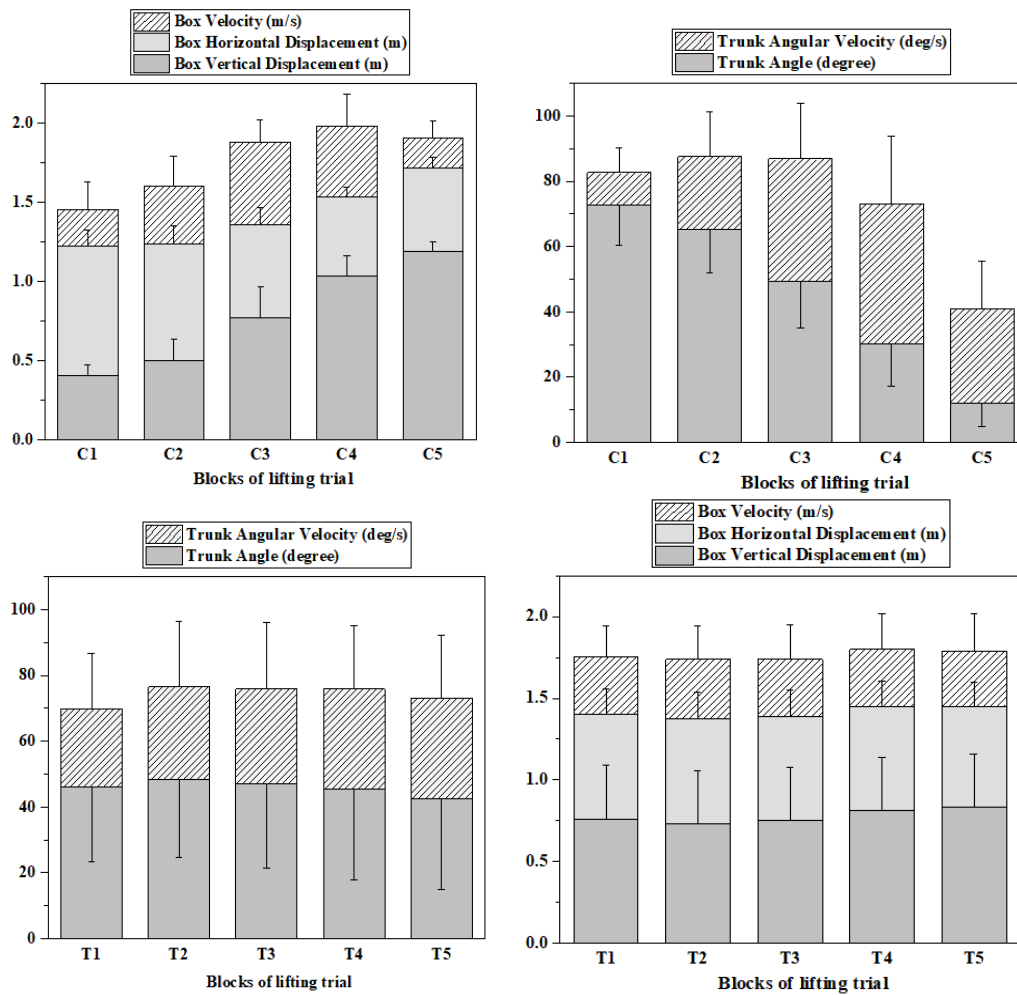 Box Velocity (m/s)
Box Horizontal Displacement (m)
Box Vertical Displacement (m)
2.0
1.5
1.0
0.5
0.0
C1 C2 C3 C4 C5
Blocks of lifting trial
Trunk Angular Velocity (deg/s)
Trunk Angle (degree)
100
80
60
40
20
0
C1 C2 C3 C4 C5
Blocks of lifting trial
Trunk Angular Velocity (deg/s)
Trunk Angle (degree)
100
80
60
40
20
0
T1 T2 T3 T4 T5
Blocks of lifting trial
Box Velocity (m/s)
Box Horizontal Displacement (m)
Box Vertical Displacement (m)
2.0
1.5
1.0
0.5
0.0
T1 T2 T3 T4 T5
Blocks of lifting trial